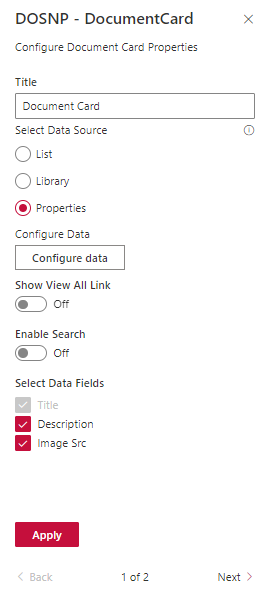 DOSNP - DocumentCard
Configure Document Card Properties
Title
Document Card
Select Data Source
List
Library
Properties
Configure Data
Configure data
Show View All Link
Off
Enable Search
Off
Select Data Fields
Title
Description
Image Src
Apply
Back 1 of 2 Next